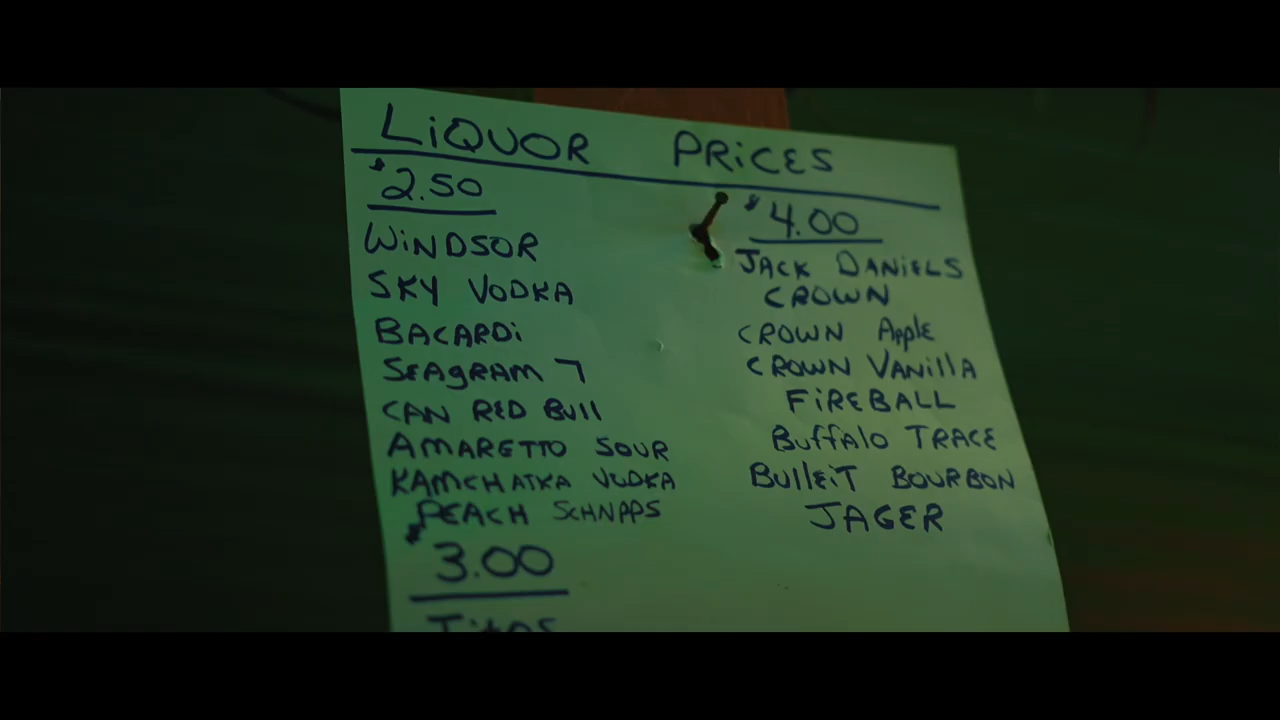 LiQUOR PRiCES
$2.50
WiNDSOR
SKY VODKA
BACARDi
SEAgRAM 7
CAN RED Bull
AMARETTO SOUR
KAMCHATKA VODKA
PEACH SCHNAPPS
$3.00
Titos
$4.00
JACK DANiELS
CROWN
CROWN Apple
CROWN VANillA
FiREBALL
Buffalo TRACE
BullEiT BOURBON
JAGER